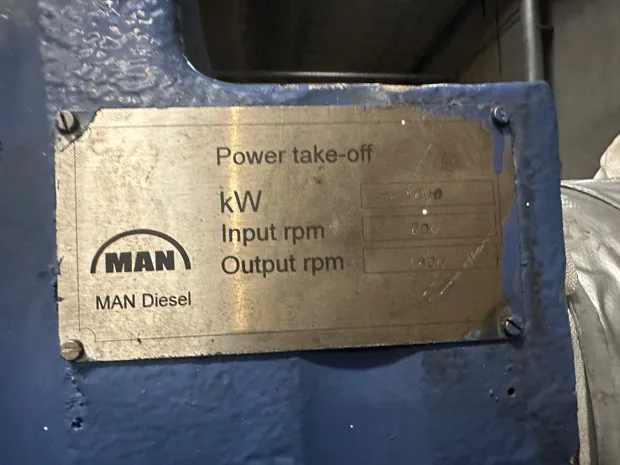 Power take-off
kW
Input rpm
Output rpm
MAN
MAN Diesel